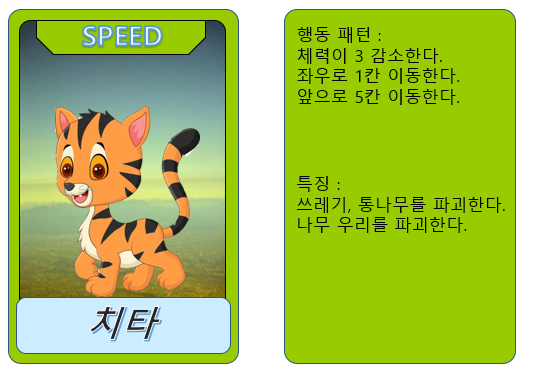 SPEED
치타
행동 패턴 :
체력이 3 감소한다.
좌우로 1칸 이동한다.
앞으로 5칸 이동한다.
특징 :
쓰레기, 통나무를 파괴한다.
나무 우리를 파괴한다.